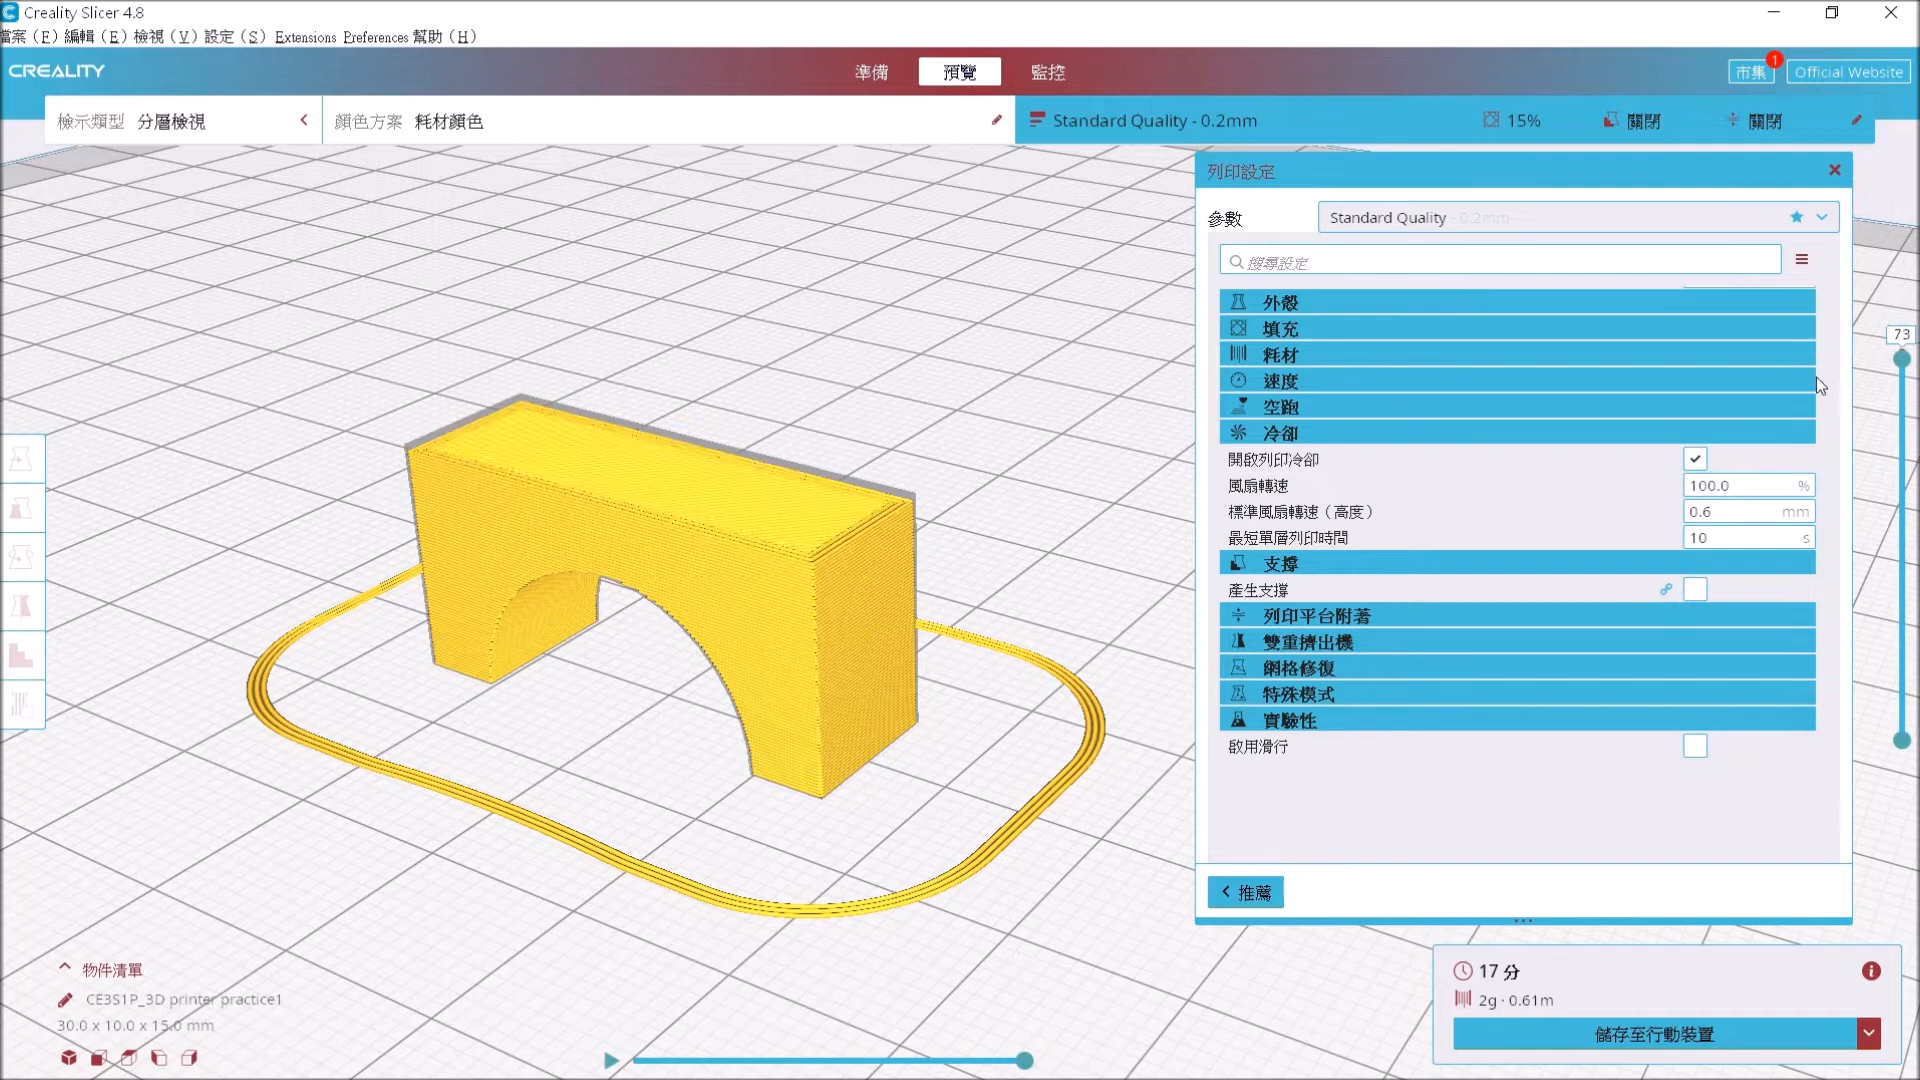 Creality Slicer 4.8
檔案（F）編輯（E）檢視（V）設定（S）Extensions Preferences 幫助（H）
CREALITY
準備
預覽
監控
市集
1
Official Website
檢示類型 分層檢視
顏色方案 耗材顏色
Standard Quality - 0.2mm
15%
關閉
關閉
列印設定
參數
Standard Quality - 0.2mm
搜尋設定
外殼
填充
耗材
速度
空跑
冷卻
開啟列印冷卻
風扇轉速 100.0 %
標準風扇轉速（高度） 0.6 mm
最短單層列印時間 10 s
支撐
產生支撐
列印平台附著
雙重擠出機
網格修復
特殊模式
實驗性
啟用滑行
推薦
73
物件清單
CE3S1P_3D printer practice1
30.0 x 10.0 x 15.0 mm
17 分
2g · 0.61m
儲存至行動裝置